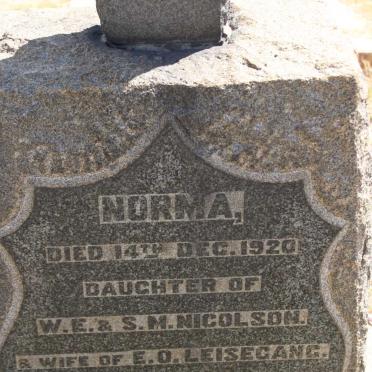 NORMA,
DIED 14TH DEC. 1920
DAUGHTER OF
W.E. & S.M. NICOLSON.
& WIFE OF E.O. LEISEGANG.